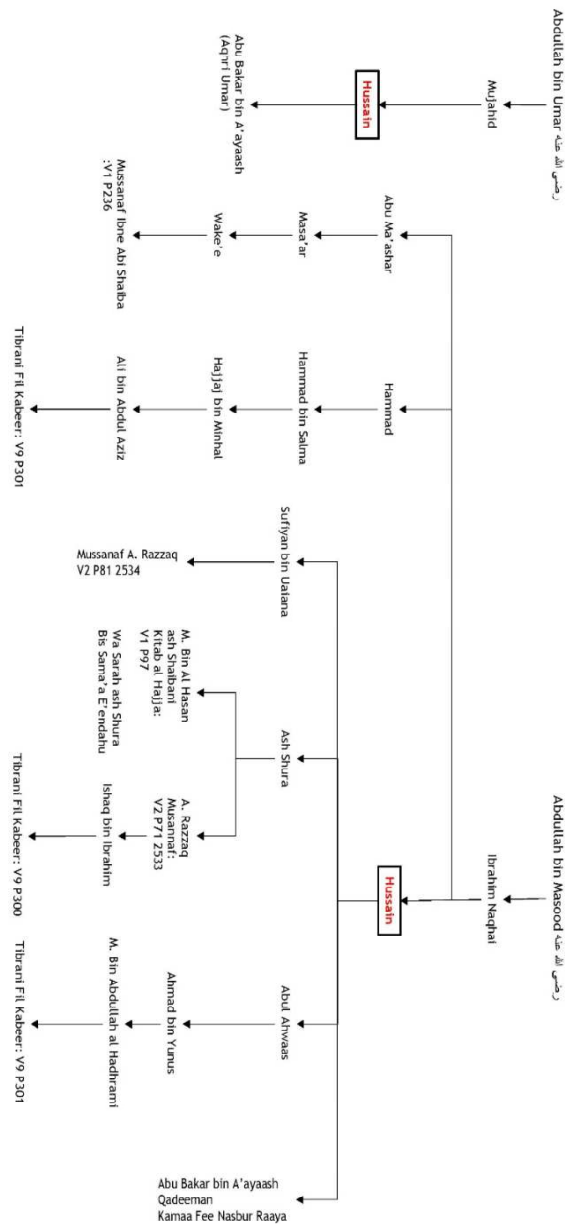 Abdullah bin Umar رضى الله عنه
Mujahid
Hussain
Abu Bakar bin A'ayaash
(Aqhri Umar)
Abdullah bin Masood رضى الله عنه
Ibrahim Naqhai
Abu Ma'ashar
Masa'ar
Wake'e
Mussanaf Ibne Abi Shaiba
:V1 P236
Hammad
Hammad bin Salma
Hajjaj bin Minhal
Ali bin Abdul Aziz
Tibrani Fil Kabeer: V9 P301
Hussain
Sufiyan bin Uaiana
Mussanaf A. Razzaq
V2 P81 2534
Ash Shura
M. Bin Al Hasan
ash Shaibani
Kitab al Hajja:
V1 P97
Wa Sarah ash Shura
Bis Sama'a E'endahu
A. Razzaq
Musannaf:
V2 P71 2533
Ishaq bin Ibrahim
Tibrani Fil Kabeer: V9 P300
Abul Ahwaas
Ahmad bin Yunus
M. Bin Abdullah al Hadhrami
Tibrani Fil Kabeer: V9 P301
Abu Bakar bin A'ayaash
Qadeeman
Kamaa Fee Nasbur Raaya